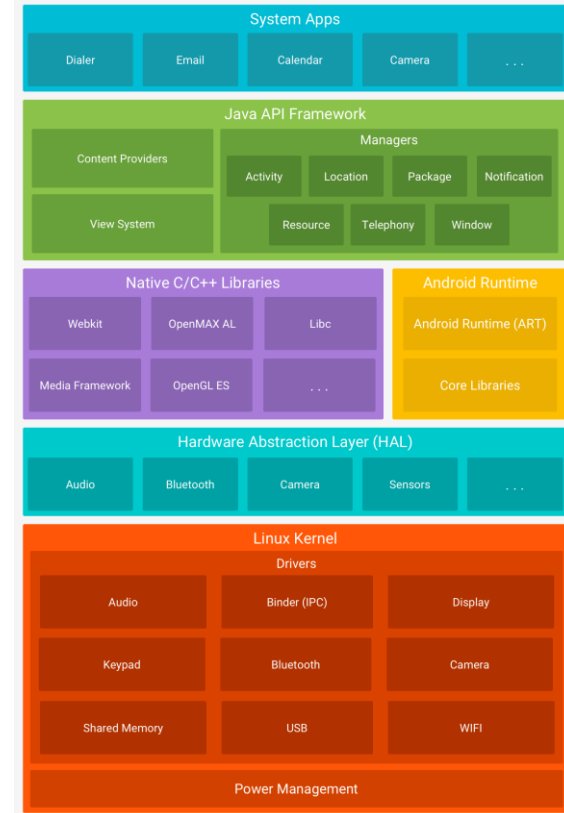 System Apps
Dialer
Email
Calendar
Camera
. . .
Java API Framework
Content Providers
View System
Managers
Activity
Location
Package
Notification
Resource
Telephony
Window
Native C/C++ Libraries
Webkit
OpenMAX AL
Libc
Media Framework
OpenGL ES
. . .
Android Runtime
Android Runtime (ART)
Core Libraries
Hardware Abstraction Layer (HAL)
Audio
Bluetooth
Camera
Sensors
. . .
Linux Kernel
Drivers
Audio
Binder (IPC)
Display
Keypad
Bluetooth
Camera
Shared Memory
USB
WIFI
Power Management